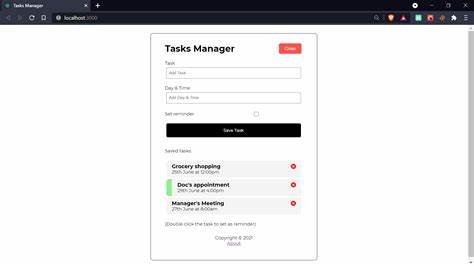 Tasks Manager
localhost:3000
Tasks Manager
Close
Task
Add Task
Day & Time
Add Day & Time
Set reminder
Save Task
Saved tasks
Grocery shopping
25th June at 12:00pm
Doc's appointment
29th June at 4:00pm
Manager's Meeting
27th June at 8:00am
(Double click the task to set as reminder)
Copyright © 2021
About